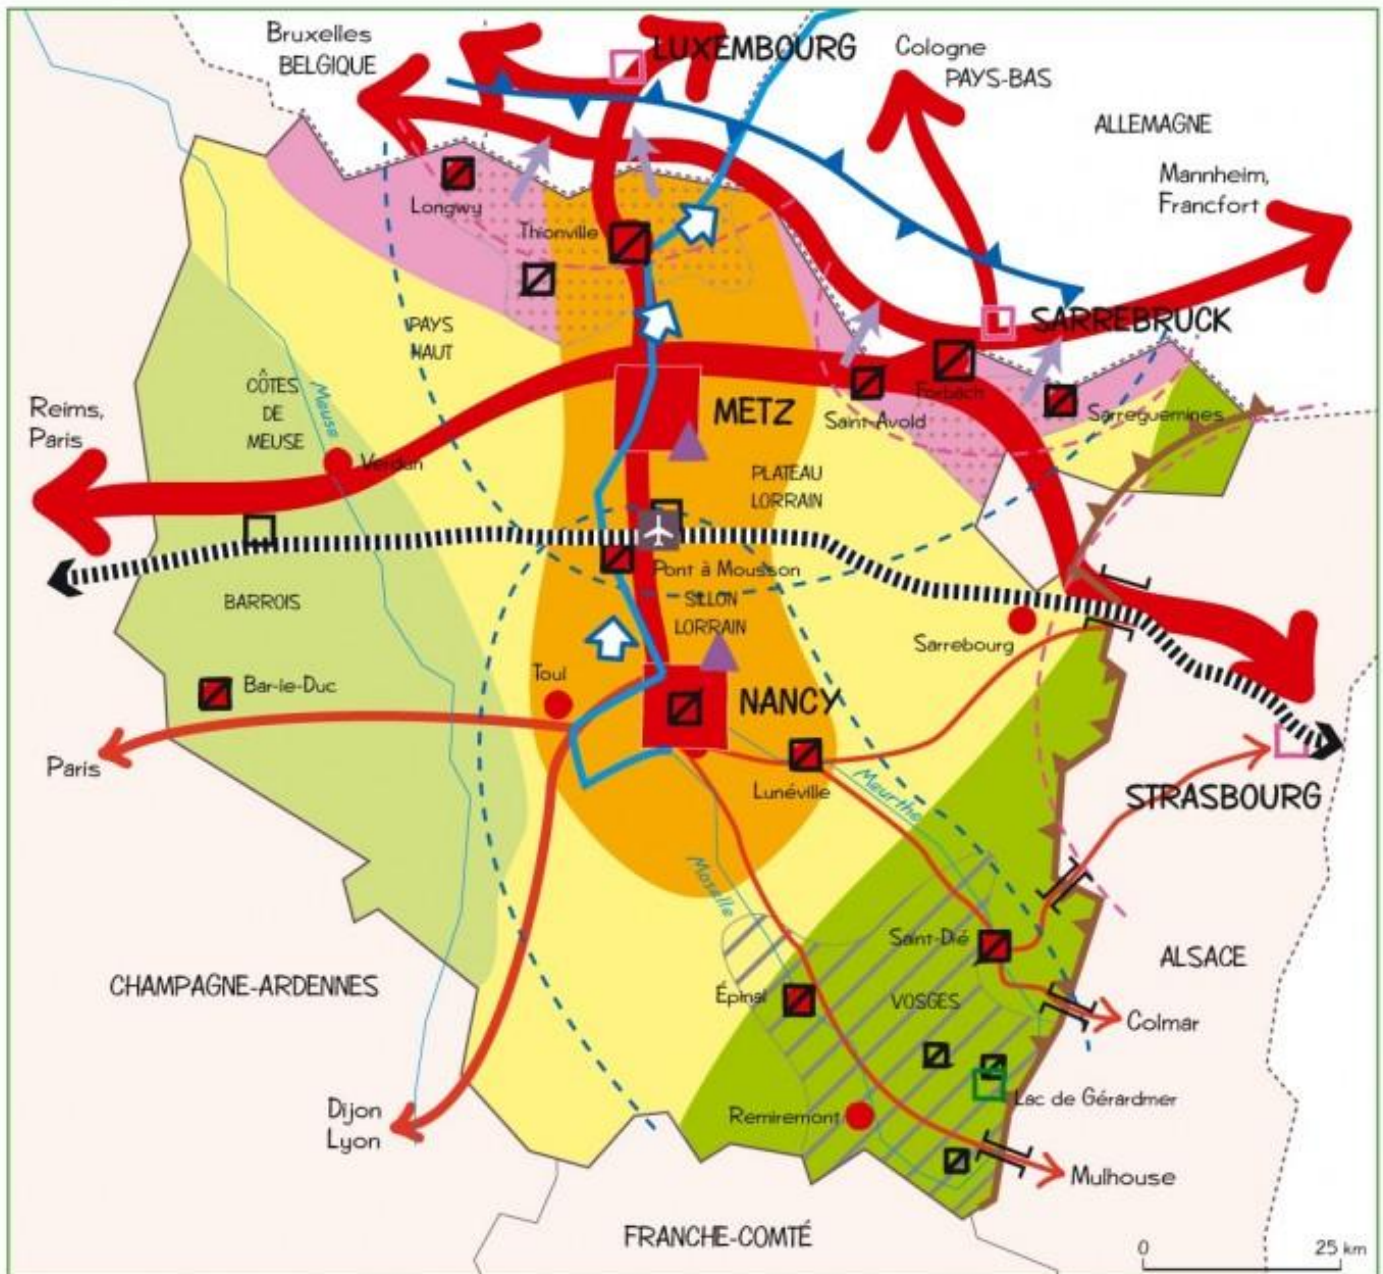 Bruxelles
BELGIQUE
LUXEMBOURG
Cologne
PAYS-BAS
ALLEMAGNE
Mannheim,
Francfort
Longwy
Thionville
SARREBRUCK
PAYS
HAUT
CÔTES
DE
MEUSE
Meuse
Reims,
Paris
Verdun
METZ
Saint-Avold
Forbach
Sarreguemines
PLATEAU
LORRAIN
Pont à Mousson
SILLON
LORRAIN
BARROIS
Sarrebourg
Toul
Bar-le-Duc
NANCY
Paris
Lunéville
Meurthe
STRASBOURG
Moselle
Saint-Dié
ALSACE
CHAMPAGNE-ARDENNES
Épinal
VOSGES
Colmar
Lac de Gérardmer
Dijon
Lyon
Remiremont
Mulhouse
FRANCHE-COMTÉ
0 25 km